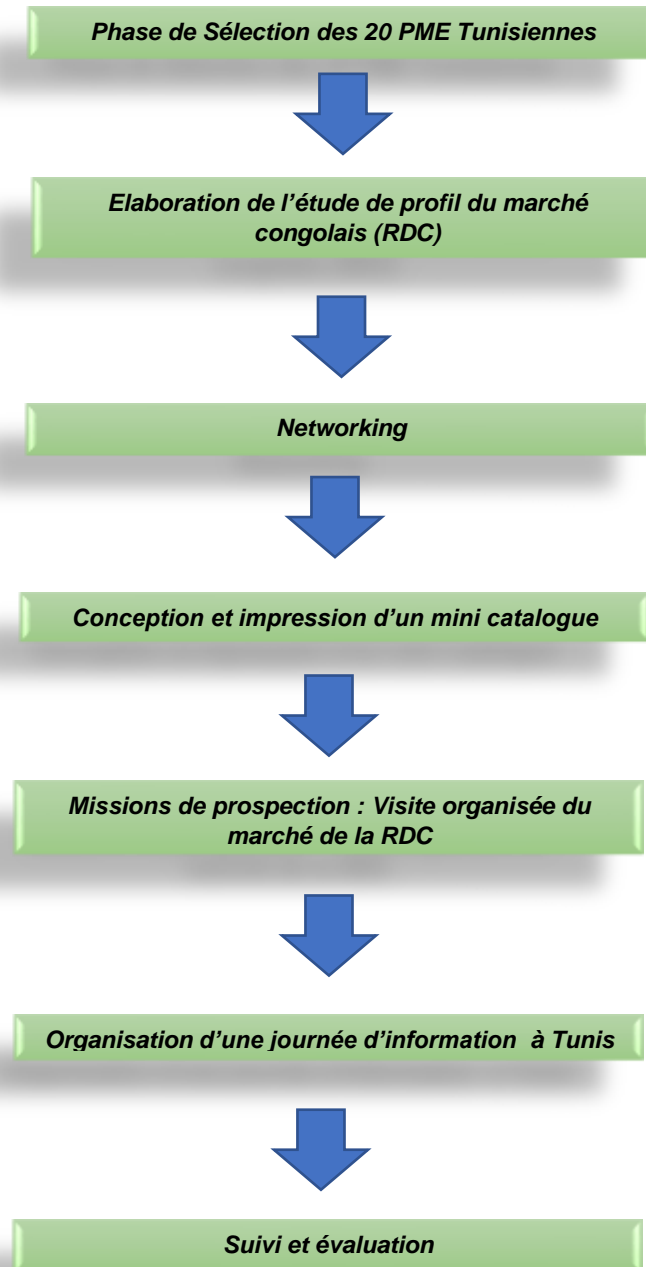 Phase de Sélection des 20 PME Tunisiennes
Elaboration de l'étude de profil du marché
congolais (RDC)
Networking
Conception et impression d'un mini catalogue
Missions de prospection : Visite organisée du
marché de la RDC
Organisation d'une journée d'information à Tunis
Suivi et évaluation